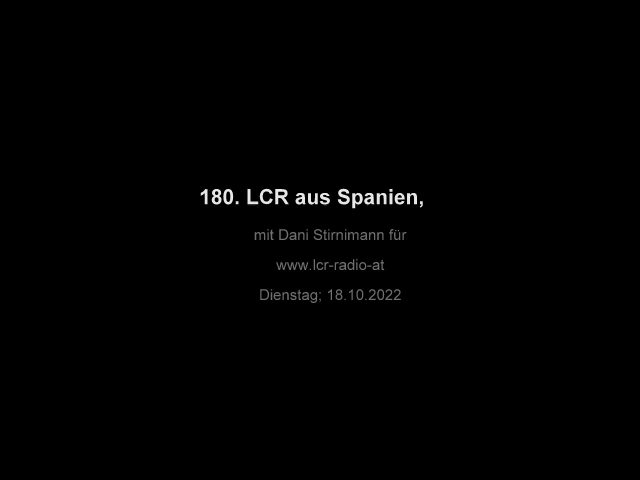 180. LCR aus Spanien,
mit Dani Stirnimann für
www.lcr-radio-at
Dienstag; 18.10.2022